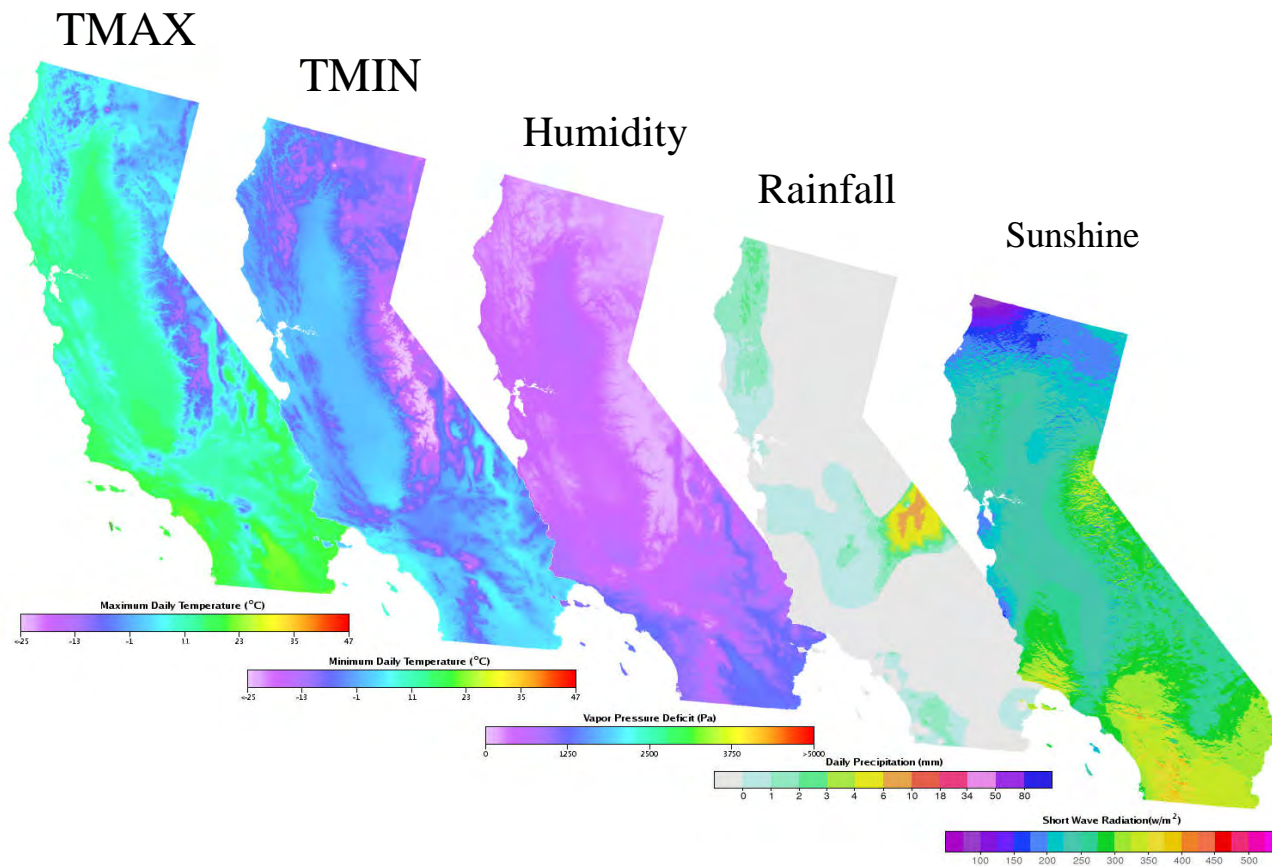 TMAX
TMIN
Humidity
Rainfall
Sunshine
Maximum Daily Temperature (°C)
<-25 -13 -1 11 23 35 47
Minimum Daily Temperature (°C)
<-25 -13 -1 11 23 35 47
Vapor Pressure Deficit (Pa)
0 1250 2500 3750 >5000
Daily Precipitation (mm)
0 1 2 3 4 6 10 18 34 50 80
Short Wave Radiation(w/m²)
100 150 200 250 300 350 400 450 500